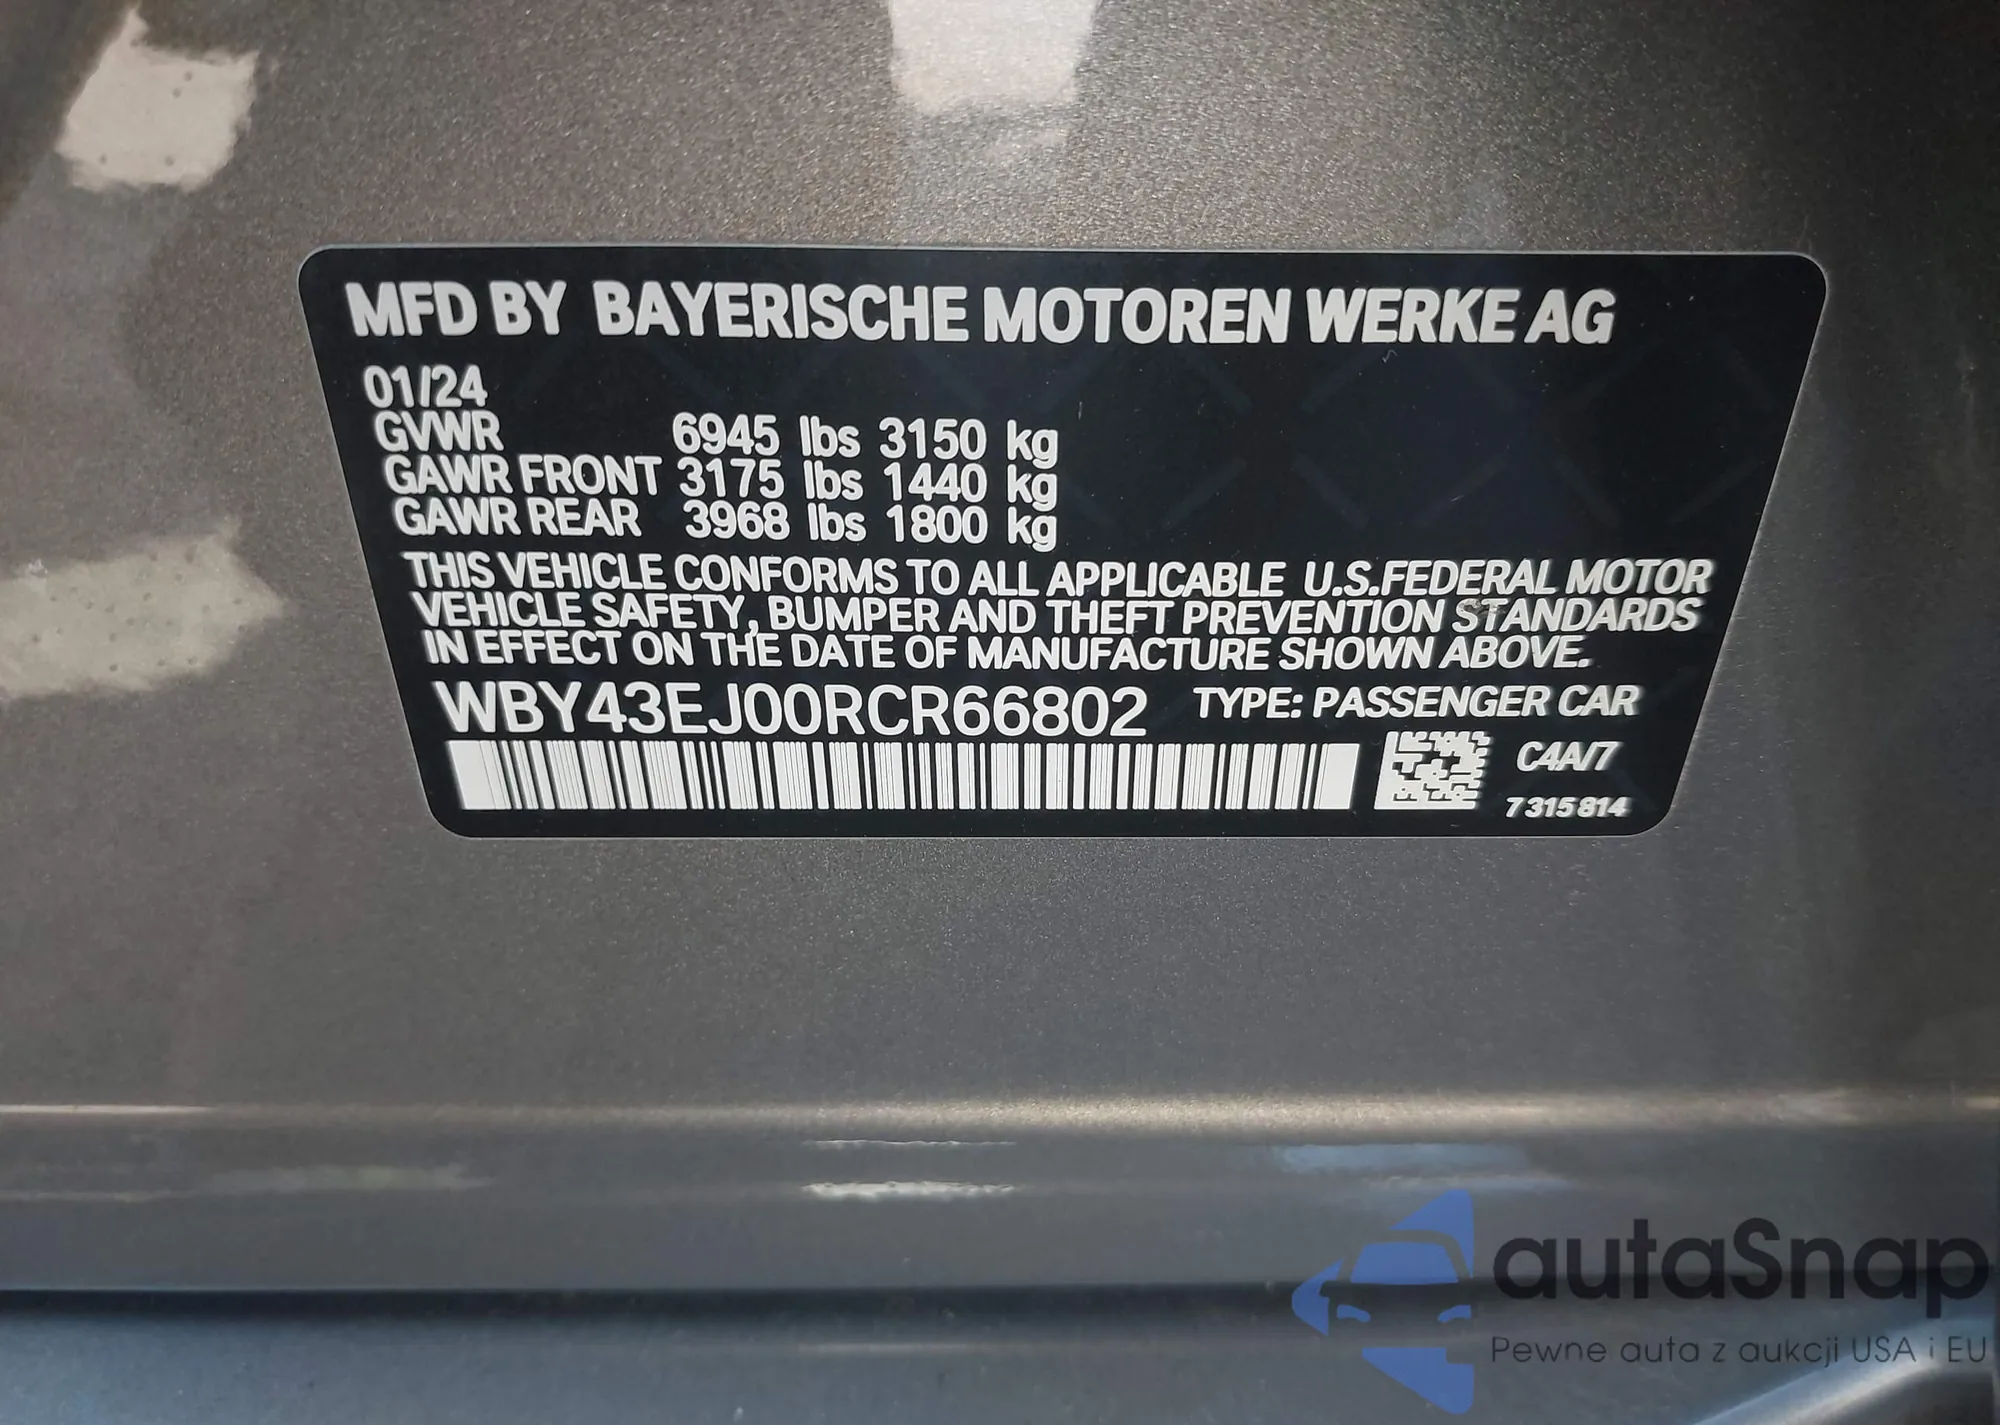 MFD BY BAYERISCHE MOTOREN WERKE AG
01/24
GVWR 6945 lbs 3150 kg
GAWR FRONT 3175 lbs 1440 kg
GAWR REAR 3968 lbs 1800 kg
THIS VEHICLE CONFORMS TO ALL APPLICABLE U.S.FEDERAL MOTOR
VEHICLE SAFETY, BUMPER AND THEFT PREVENTION STANDARDS
IN EFFECT ON THE DATE OF MANUFACTURE SHOWN ABOVE.
WBY43EJ00RCR66802 TYPE: PASSENGER CAR
C4A/7
7 315 814
autaSnap
Pewne auta z aukcji USA i EU